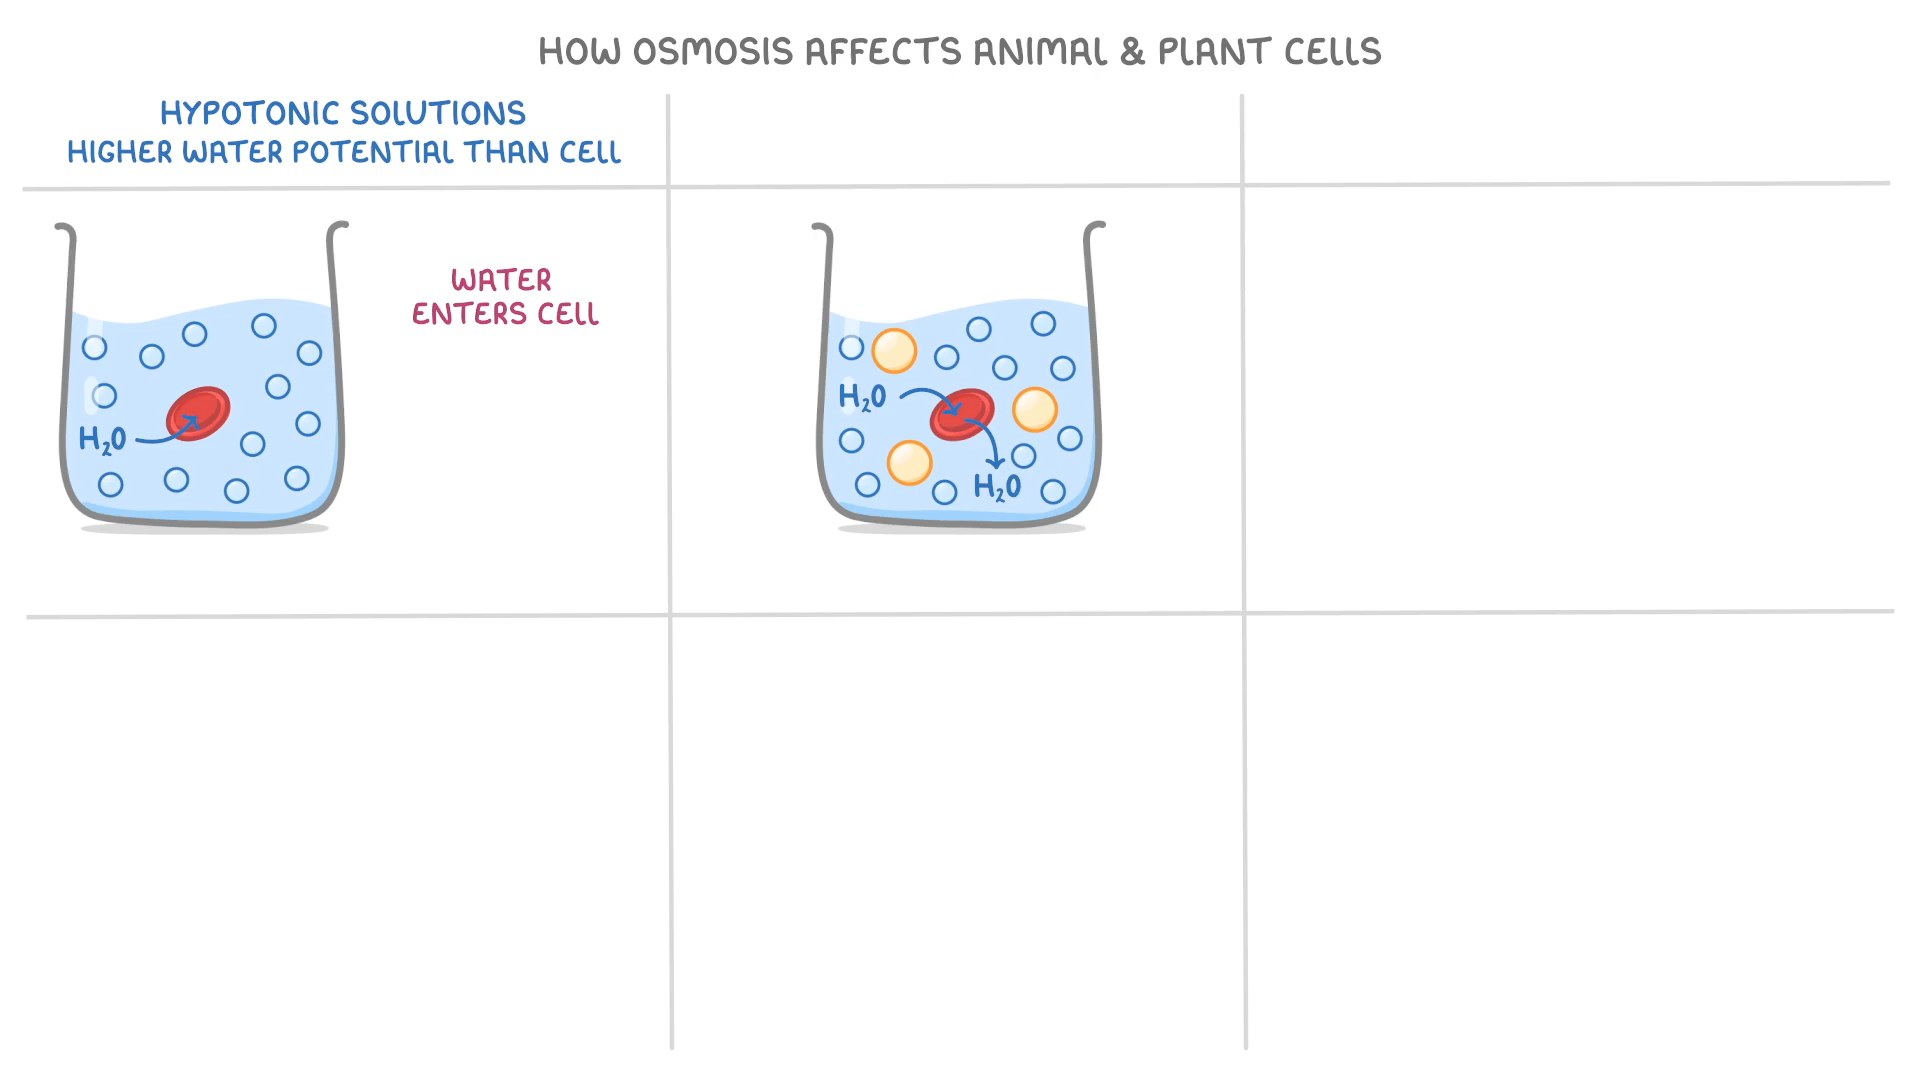 HOW OSMOSIS AFFECTS ANIMAL & PLANT CELLS
HYPOTONIC SOLUTIONS
HIGHER WATER POTENTIAL THAN CELL
WATER
ENTERS CELL
H₂O
H₂O
H₂O